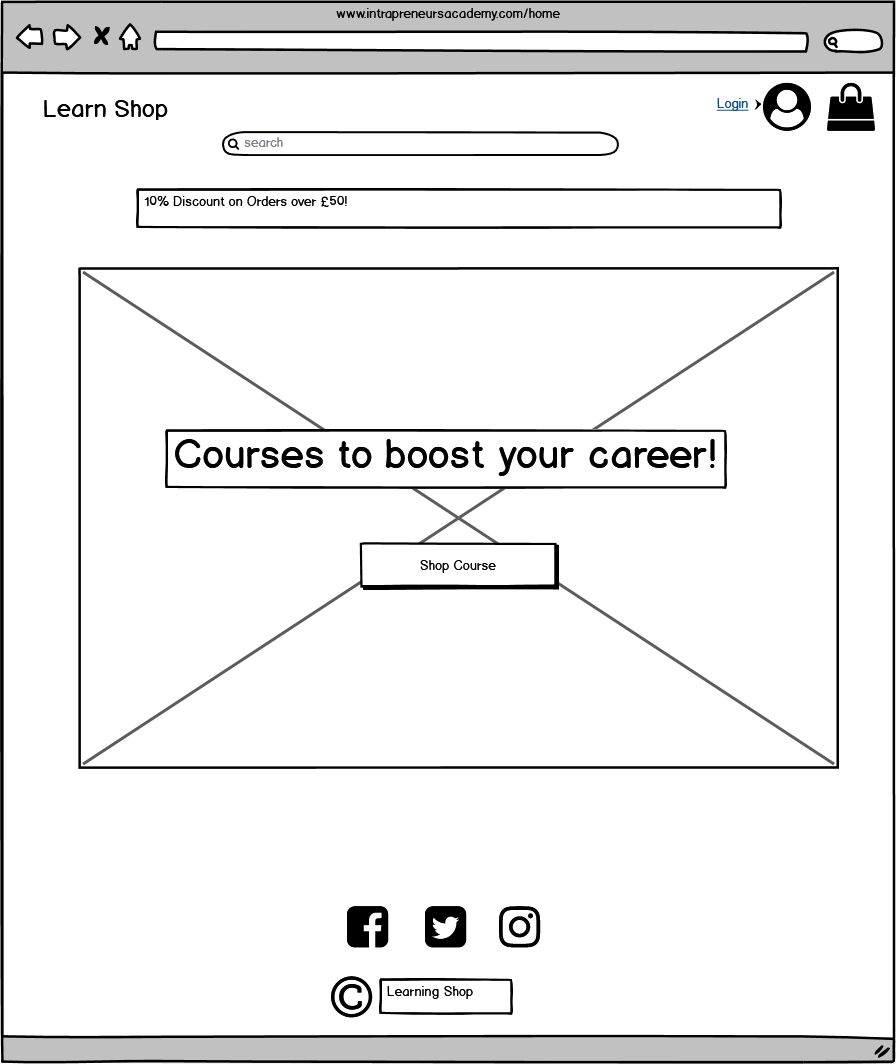 www.intrapreneursacademy.com/home
Learn Shop
Login
search
10% Discount on Orders over £50!
Courses to boost your career!
Shop Course
© Learning Shop